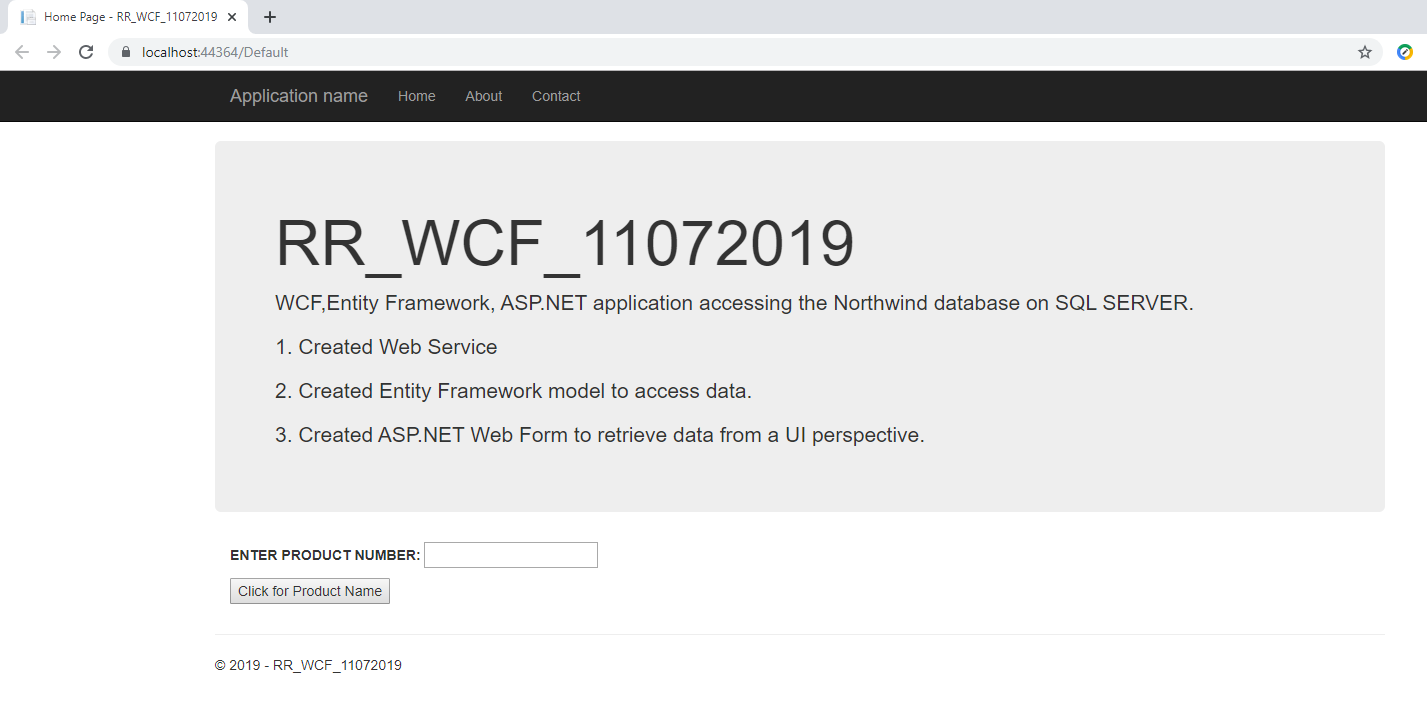 Home Page - RR_WCF_11072019
localhost:44364/Default
Application name Home About Contact
RR_WCF_11072019
WCF,Entity Framework, ASP.NET application accessing the Northwind database on SQL SERVER.
1. Created Web Service
2. Created Entity Framework model to access data.
3. Created ASP.NET Web Form to retrieve data from a UI perspective.
ENTER PRODUCT NUMBER:
Click for Product Name
© 2019 - RR_WCF_11072019